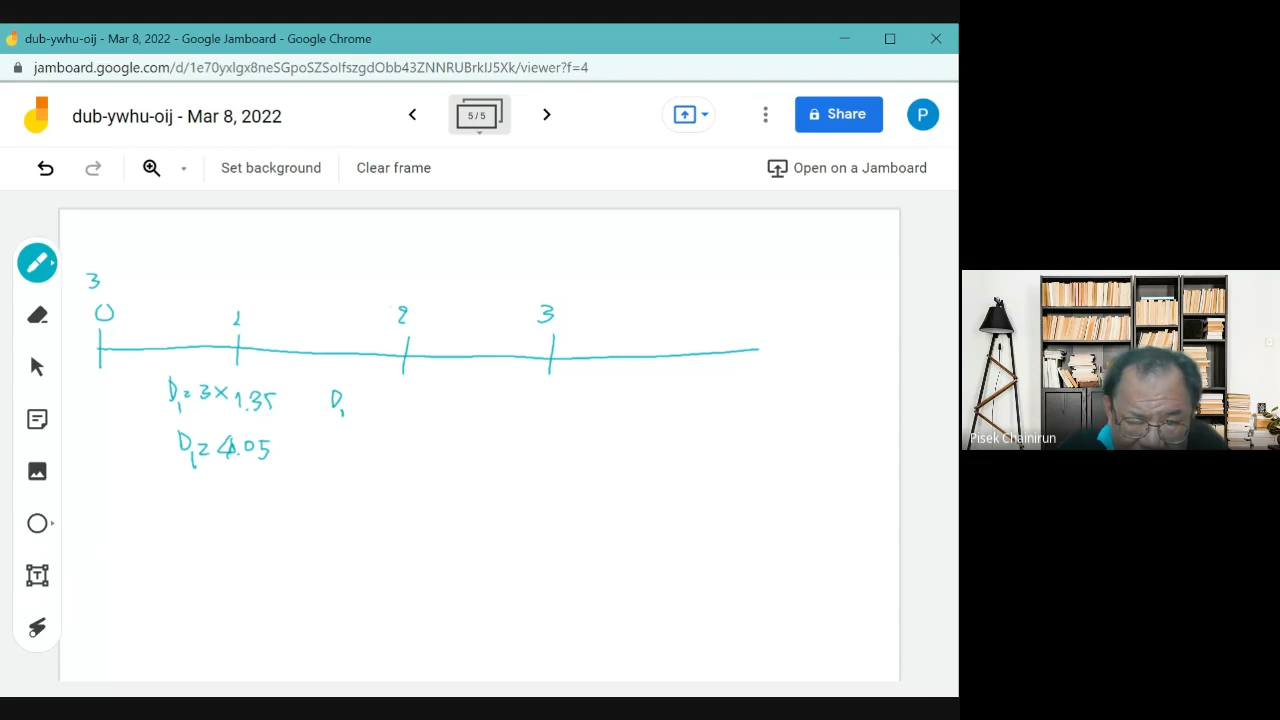 dub-ywhu-oij - Mar 8, 2022 - Google Jamboard - Google Chrome
jamboard.google.com/d/1e70yxlgx8neSGpoSZSolfszgdObb43ZNNRUBrkIJ5Xk/viewer?f=4
dub-ywhu-oij - Mar 8, 2022
5 / 5
Share
P
Set background
Clear frame
Open on a Jamboard
3
0 1 2 3
D₁ = 3 × 1.35
D₁
D₁ = 4.05
T
Pisek Chainirun